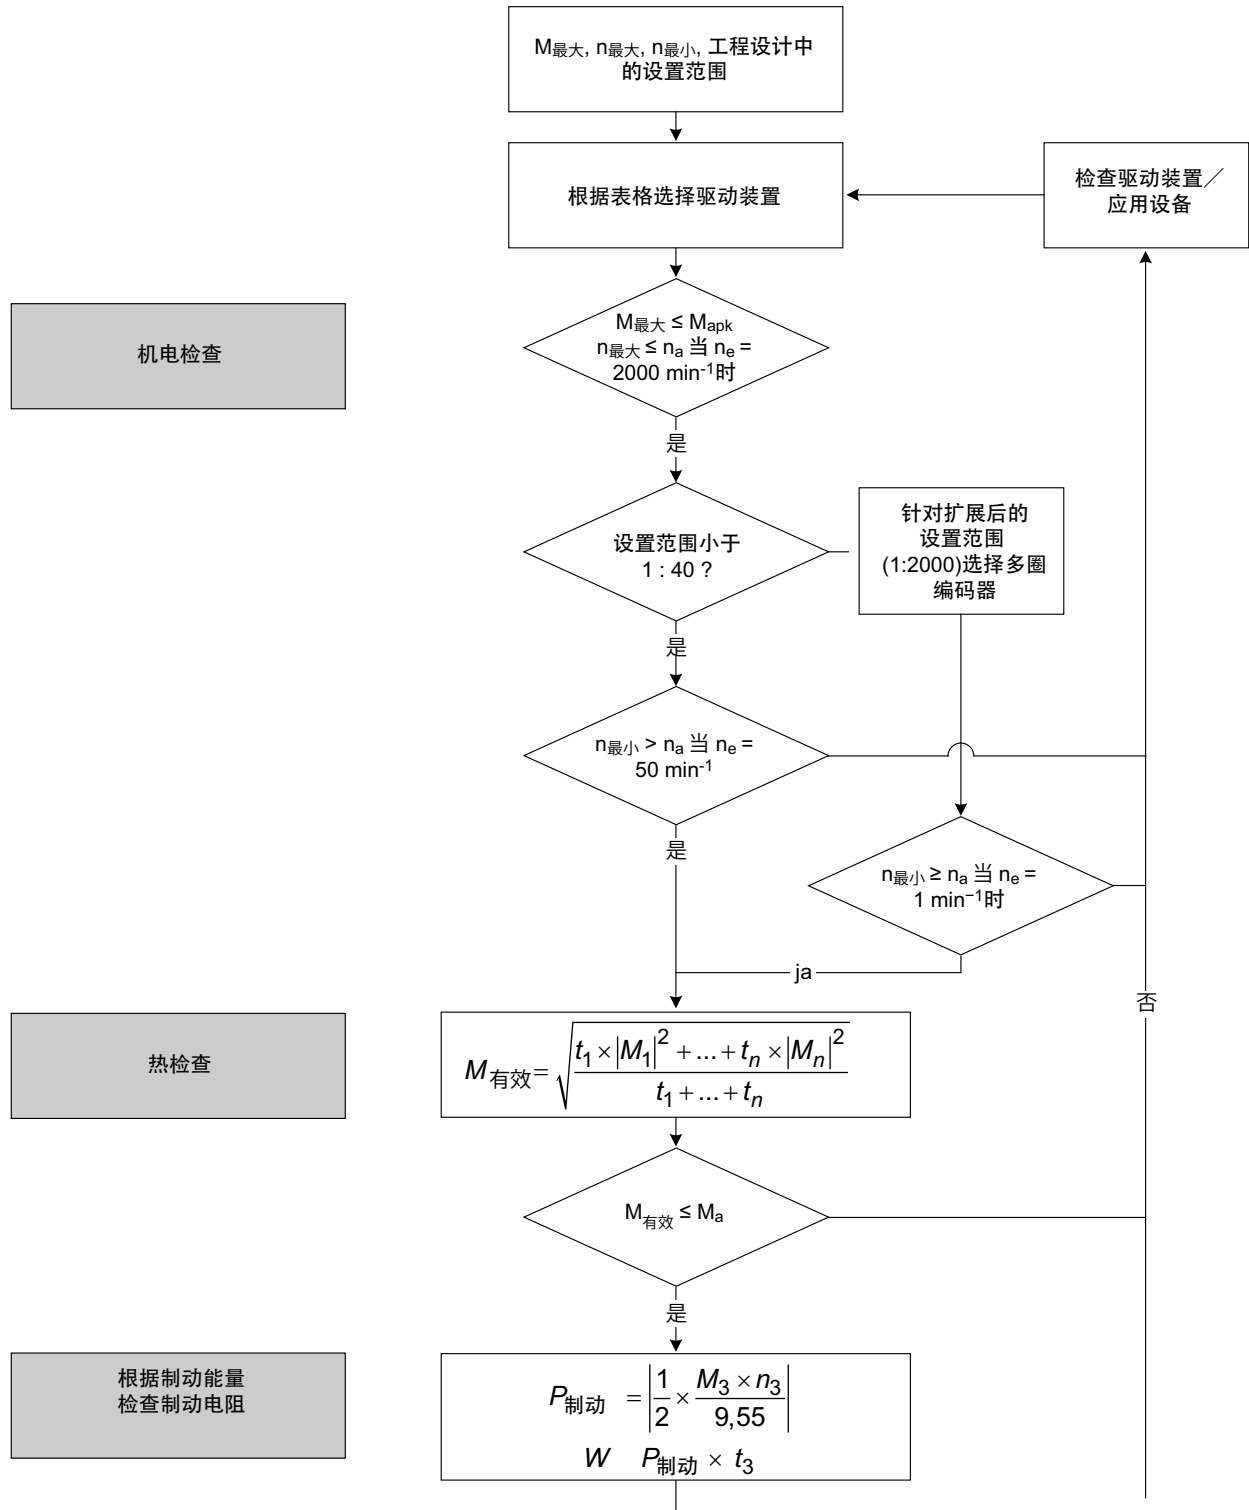 M最大, n最大, n最小, 工程设计中
的设置范围
根据表格选择驱动装置
检查驱动装置／
应用设备
机电检查
M最大 ≤ Mapk
n最大 ≤ na 当 ne =
2000 min-1时
是
设置范围小于
1 : 40 ?
针对扩展后的
设置范围
(1:2000)选择多圈
编码器
是
n最小 > na 当 ne =
50 min-1
是
n最小 ≥ na 当 ne =
1 min−1时
ja
否
热检查
M有效= √((t1 × |M1|2 + ... + tn × |Mn|2) / (t1 + ... + tn))
M有效 ≤ Ma
是
根据制动能量
检查制动电阻
P制动 = |1/2 × (M3 × n3)/9,55|
W P制动 × t3